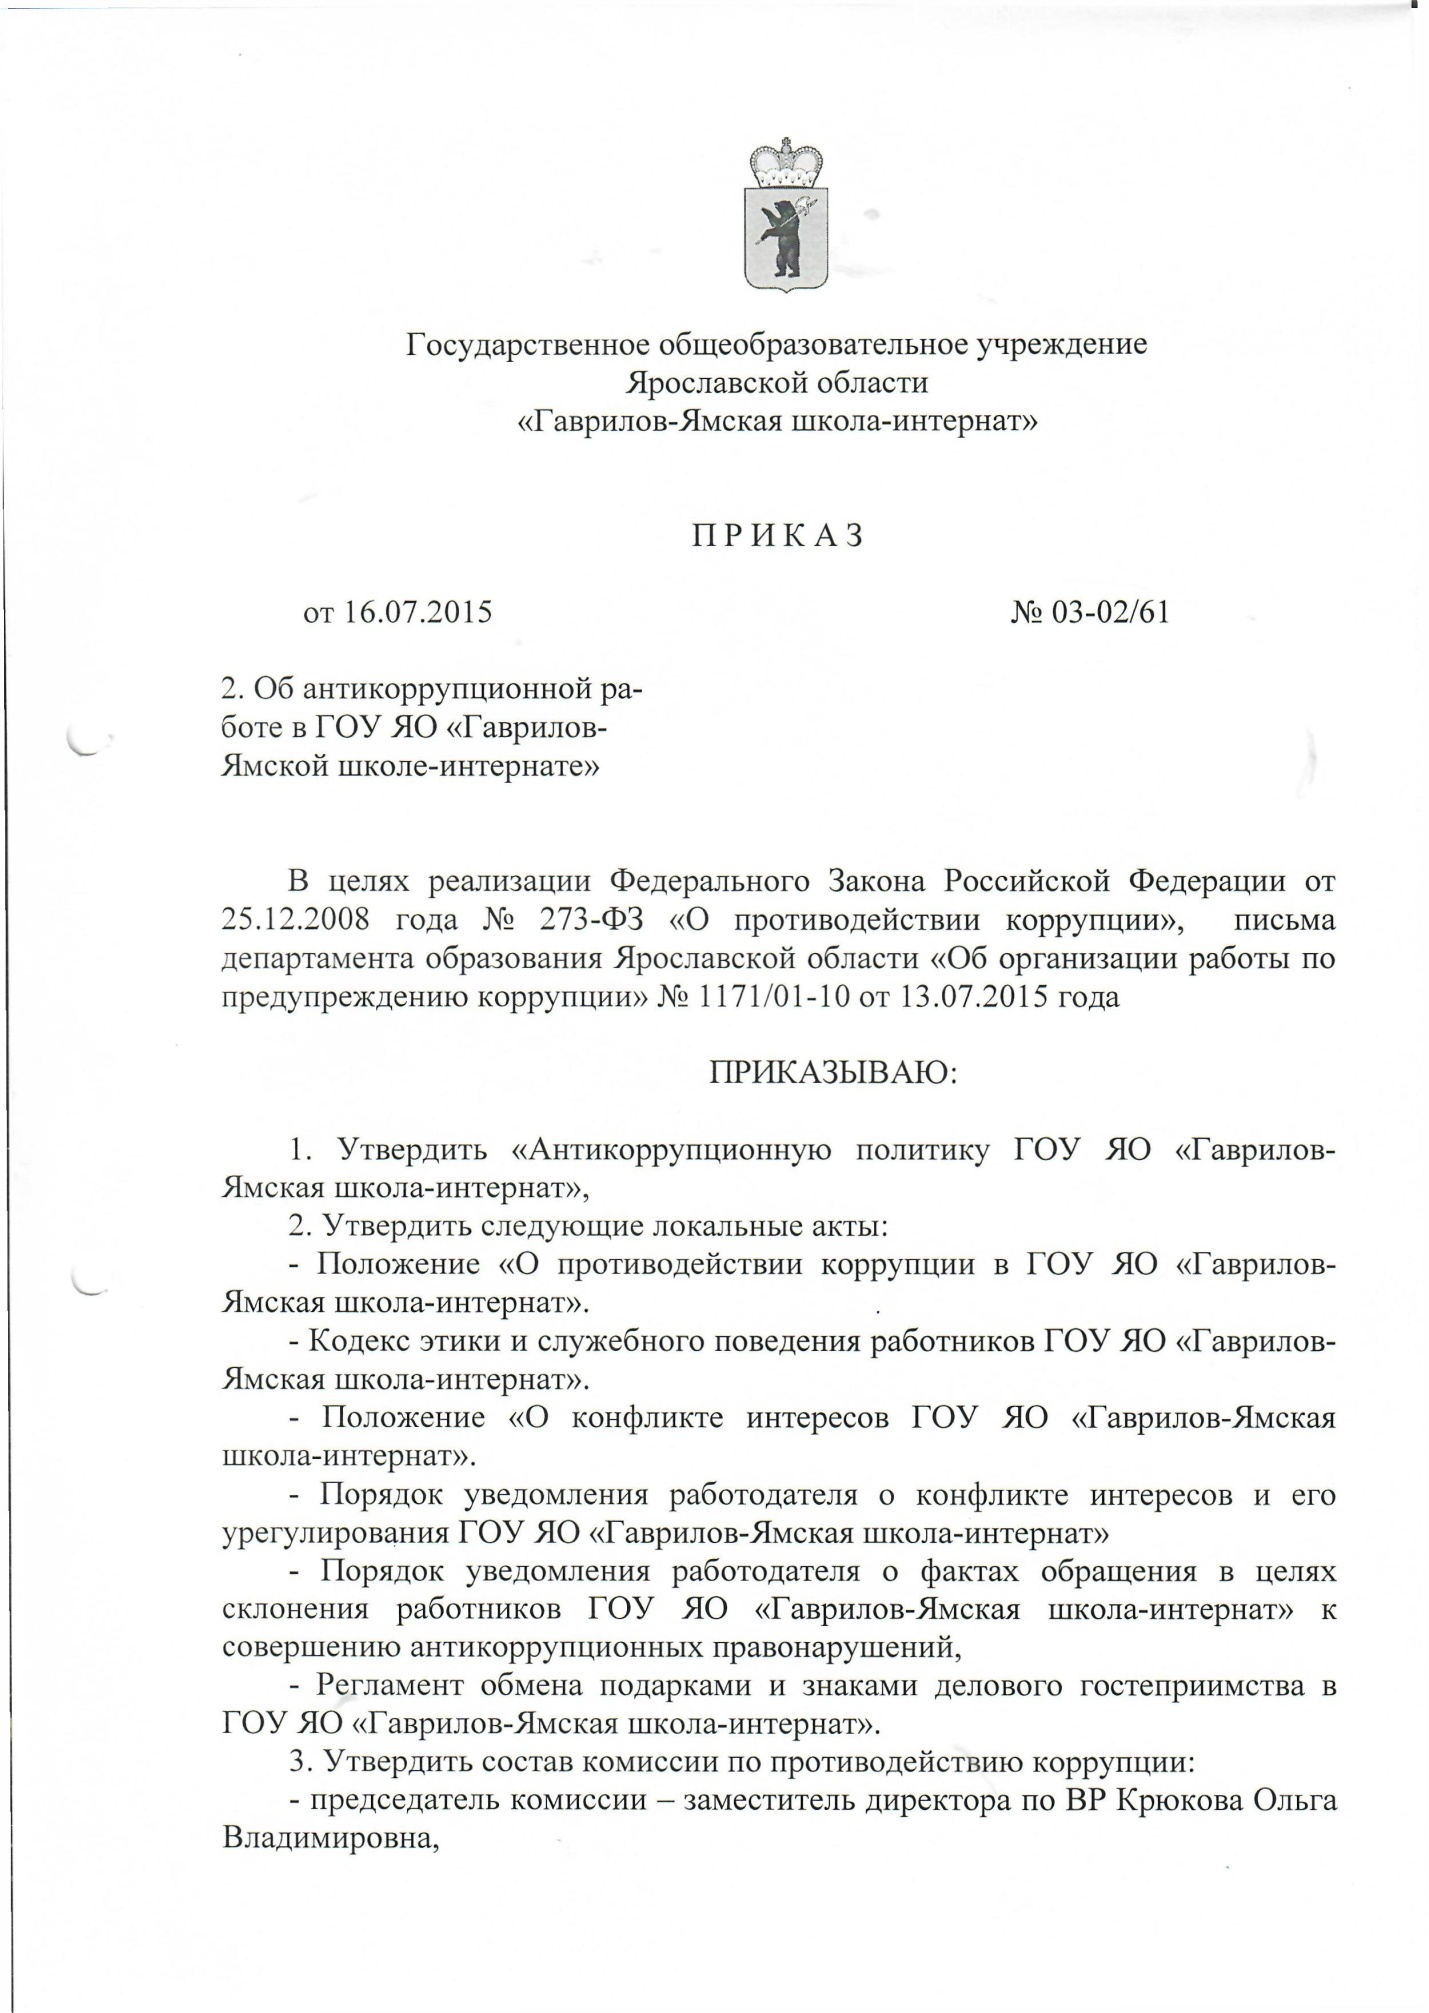 Государственное общеобразовательное учреждение
Ярославской области
«Гаврилов-Ямская школа-интернат»
П Р И К А З
от 16.07.2015 № 03-02/61
2. Об антикоррупционной ра-
боте в ГОУ ЯО «Гаврилов-
Ямской школе-интернате»
В целях реализации Федерального Закона Российской Федерации от
25.12.2008 года № 273-ФЗ «О противодействии коррупции», письма
департамента образования Ярославской области «Об организации работы по
предупреждению коррупции» № 1171/01-10 от 13.07.2015 года
ПРИКАЗЫВАЮ:
1. Утвердить «Антикоррупционную политику ГОУ ЯО «Гаврилов-
Ямская школа-интернат»,
2. Утвердить следующие локальные акты:
- Положение «О противодействии коррупции в ГОУ ЯО «Гаврилов-
Ямская школа-интернат».
- Кодекс этики и служебного поведения работников ГОУ ЯО «Гаврилов-
Ямская школа-интернат».
- Положение «О конфликте интересов ГОУ ЯО «Гаврилов-Ямская
школа-интернат».
- Порядок уведомления работодателя о конфликте интересов и его
урегулирования ГОУ ЯО «Гаврилов-Ямская школа-интернат»
- Порядок уведомления работодателя о фактах обращения в целях
склонения работников ГОУ ЯО «Гаврилов-Ямская школа-интернат» к
совершению антикоррупционных правонарушений,
- Регламент обмена подарками и знаками делового гостеприимства в
ГОУ ЯО «Гаврилов-Ямская школа-интернат».
3. Утвердить состав комиссии по противодействию коррупции:
- председатель комиссии – заместитель директора по ВР Крюкова Ольга
Владимировна,